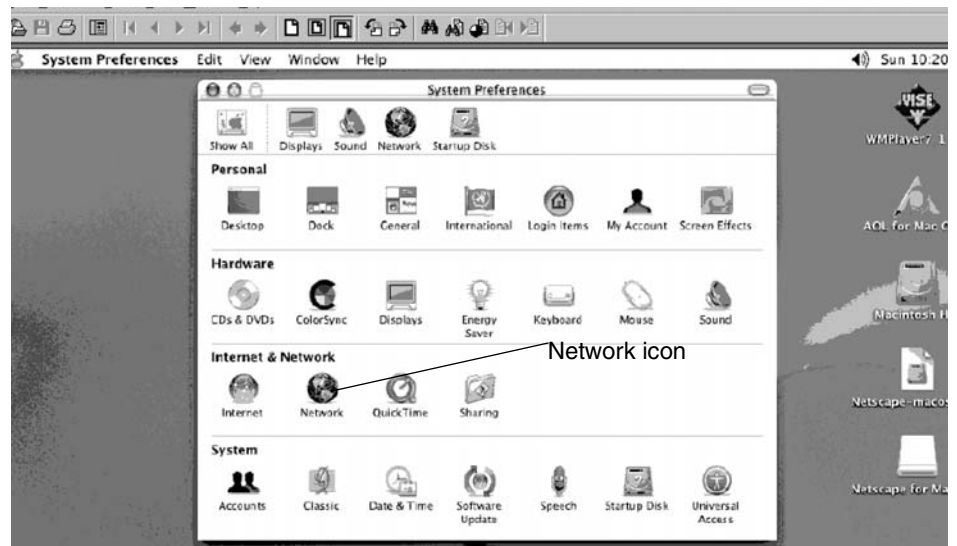 System Preferences Edit View Window Help Sun 10:20
System Preferences
Show All Displays Sound Network Startup Disk
Personal
Desktop Dock General International Login Items My Account Screen Effects
Hardware
CDs & DVDs ColorSync Displays Energy Saver Keyboard Mouse Sound
Internet & Network
Network icon
Internet Network QuickTime Sharing
System
Accounts Classic Date & Time Software Update Speech Startup Disk Universal Access
VISE
WMPlayer7 1
AOL for Mac O
Macintosh H
Netscape-macos
Netscape for Ma